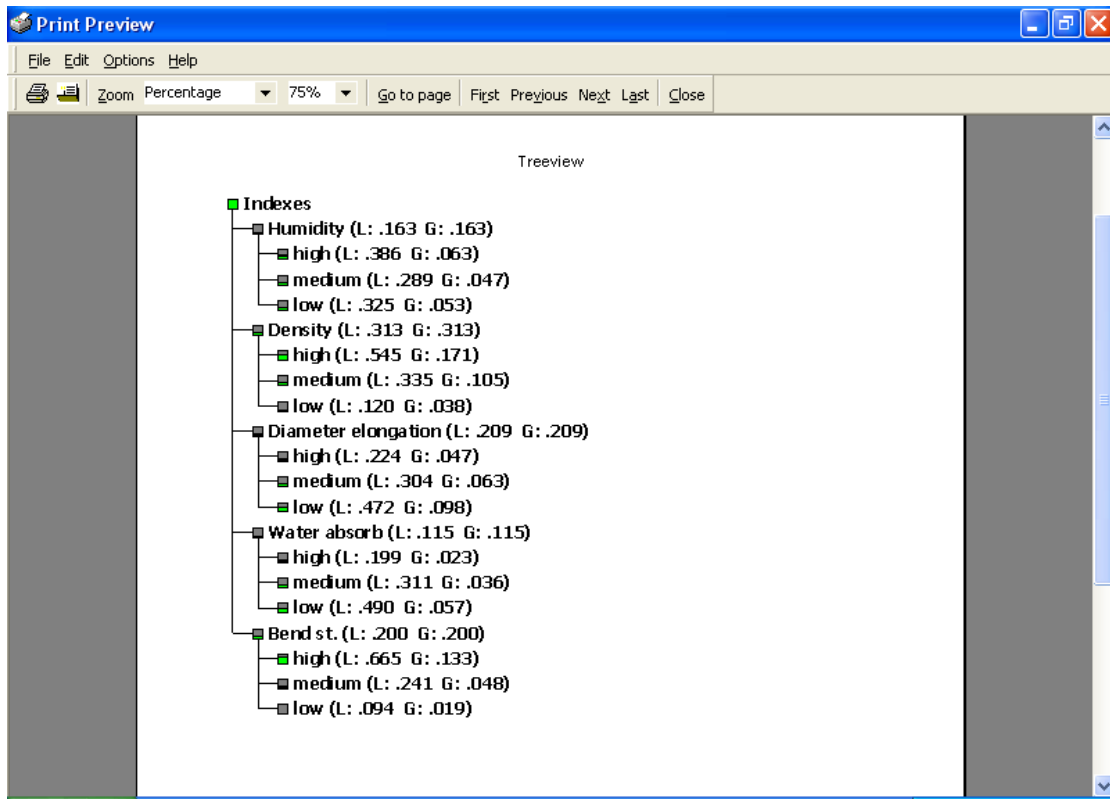 Print Preview
File Edit Options Help
Zoom Percentage 75% Go to page First Previous Next Last Close
Treeview
Indexes
Humidity (L: .163 G: .163)
high (L: .386 G: .063)
medium (L: .289 G: .047)
low (L: .325 G: .053)
Density (L: .313 G: .313)
high (L: .545 G: .171)
medium (L: .335 G: .105)
low (L: .120 G: .038)
Diameter elongation (L: .209 G: .209)
high (L: .224 G: .047)
medium (L: .304 G: .063)
low (L: .472 G: .098)
Water absorb (L: .115 G: .115)
high (L: .199 G: .023)
medium (L: .311 G: .036)
low (L: .490 G: .057)
Bend st. (L: .200 G: .200)
high (L: .665 G: .133)
medium (L: .241 G: .048)
low (L: .094 G: .019)